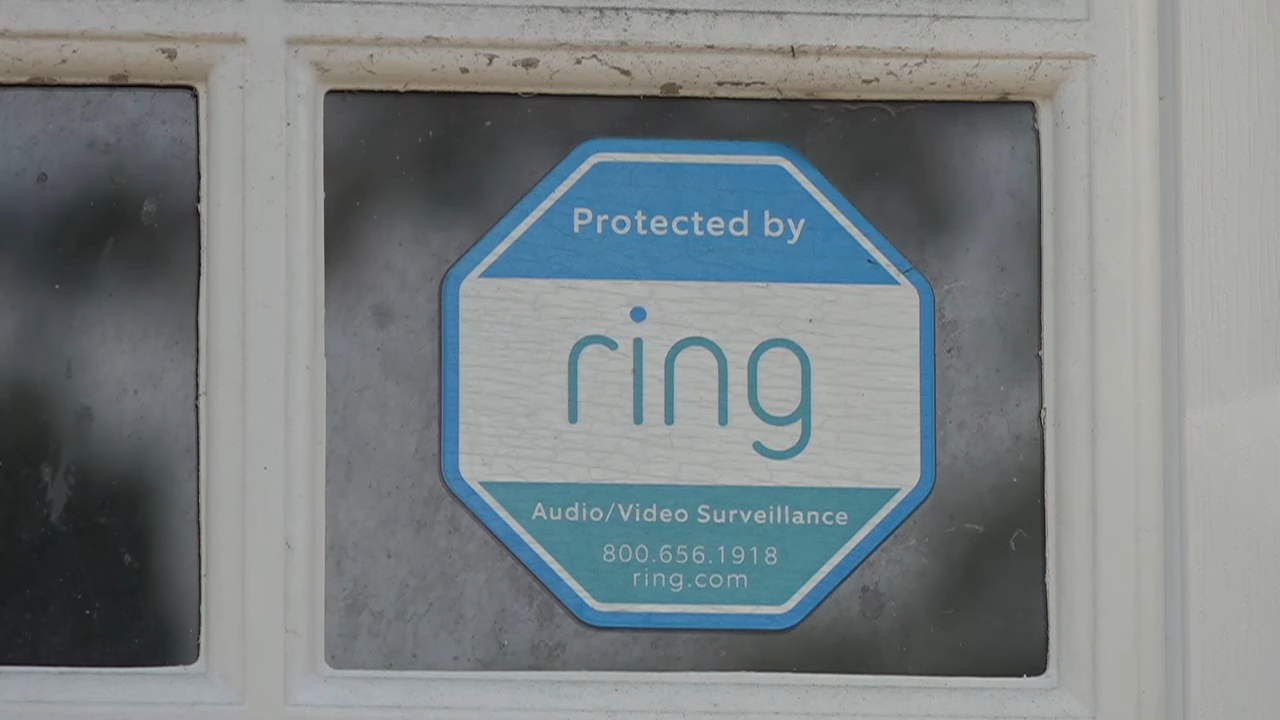 Protected by
ring
Audio/Video Surveillance
800.656.1918
ring.com